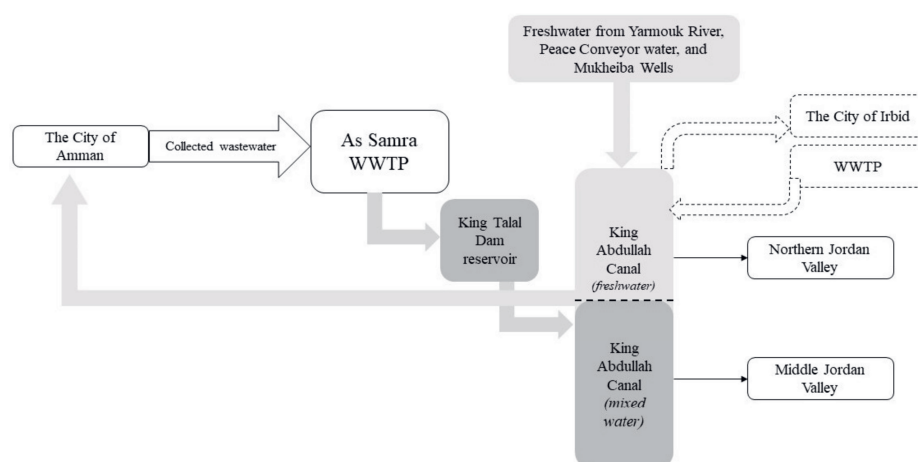 Freshwater from Yarmouk River,
Peace Conveyor water, and
Mukheiba Wells
The City of Irbid
The City of
Amman
Collected wastewater
As Samra
WWTP
WWTP
King Talal
Dam
reservoir
King
Abdullah
Canal
(freshwater)
Northern Jordan
Valley
King
Abdullah
Canal
(mixed
water)
Middle Jordan
Valley